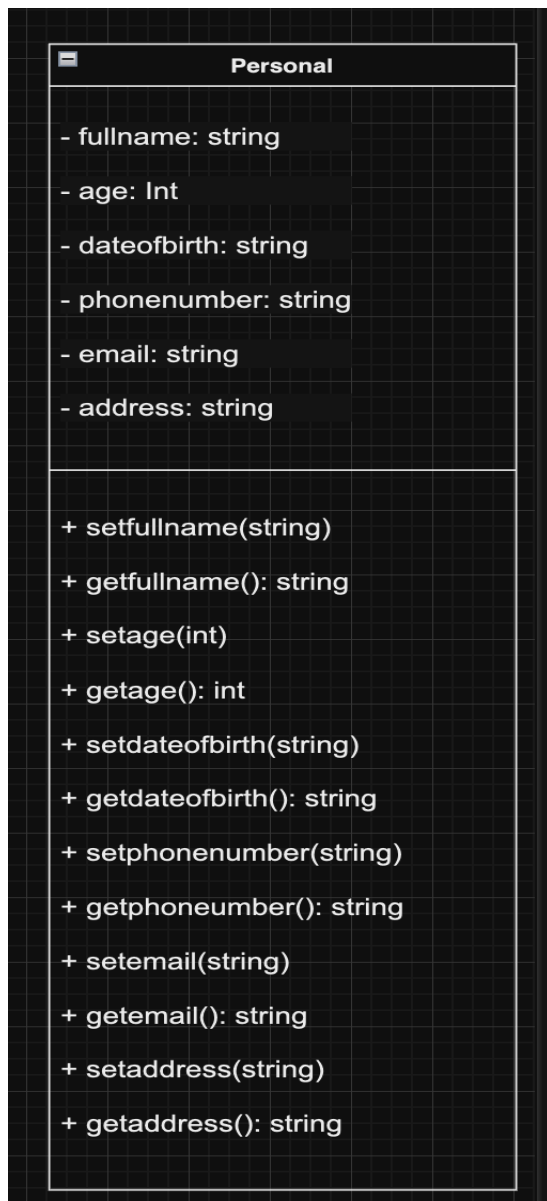 Personal
- fullname: string
- age: Int
- dateofbirth: string
- phonenumber: string
- email: string
- address: string
+ setfullname(string)
+ getfullname(): string
+ setage(int)
+ getage(): int
+ setdateofbirth(string)
+ getdateofbirth(): string
+ setphonenumber(string)
+ getphoneumber(): string
+ setemail(string)
+ getemail(): string
+ setaddress(string)
+ getaddress(): string